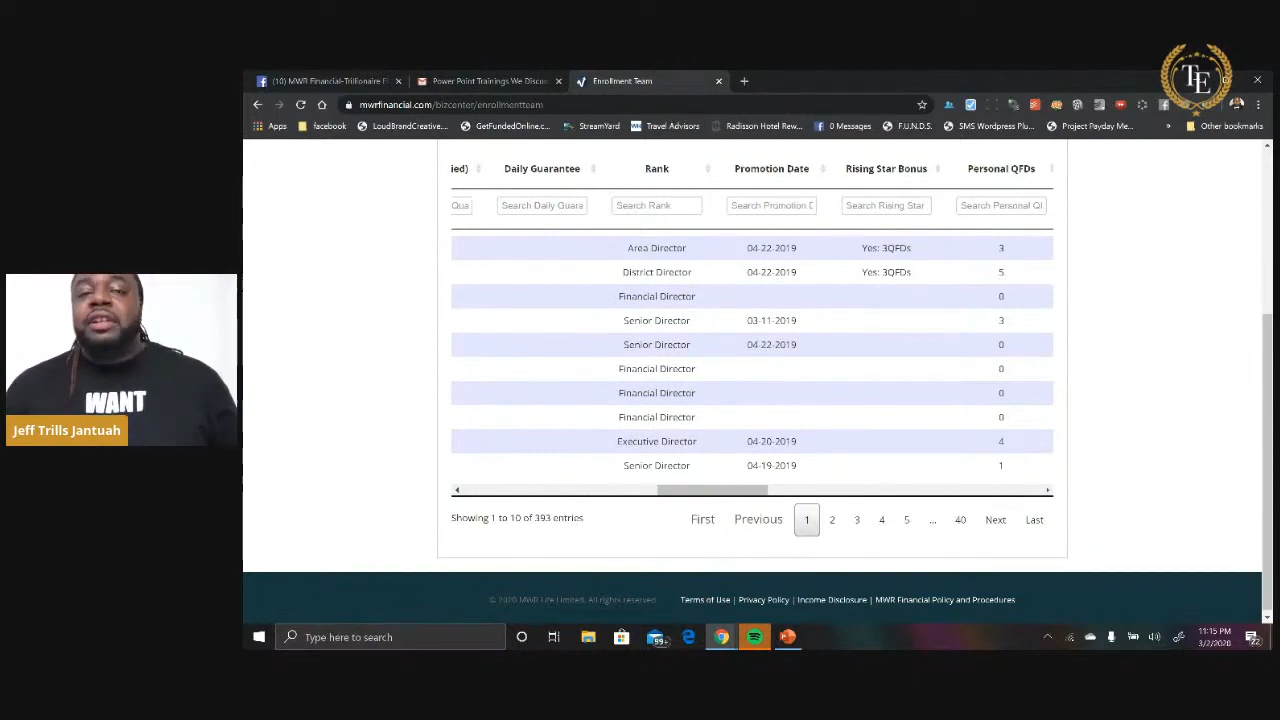 TE
(10) MWR Financial-Trillionaire E
Power Point Trainings We Discus
Enrollment Team
mwrfinancial.com/bizcenter/enrollmentteam
Apps facebook LoudBrandCreative.... GetFundedOnline.c... StreamYard Travel Advisors Radisson Hotel Rew... 0 Messages F.U.N.D.S. SMS Wordpress Plu... Project Payday Me... » Other bookmarks
ied) Daily Guarantee Rank Promotion Date Rising Star Bonus Personal QFDs
Qua Search Daily Guara Search Rank Search Promotion D Search Rising Star Search Personal QF
Area Director 04-22-2019 Yes: 3QFDs 3
District Director 04-22-2019 Yes: 3QFDs 5
Financial Director 0
Senior Director 03-11-2019 3
Senior Director 04-22-2019 0
Financial Director 0
Financial Director 0
Financial Director 0
Executive Director 04-20-2019 4
Senior Director 04-19-2019 1
Showing 1 to 10 of 393 entries First Previous 1 2 3 4 5 ... 40 Next Last
© 2020 MWR Life Limited. All rights reserved Terms of Use | Privacy Policy | Income Disclosure | MWR Financial Policy and Procedures
WANT
Jeff Trills Jantuah
Type here to search
99+
11:15 PM
3/2/2020
22